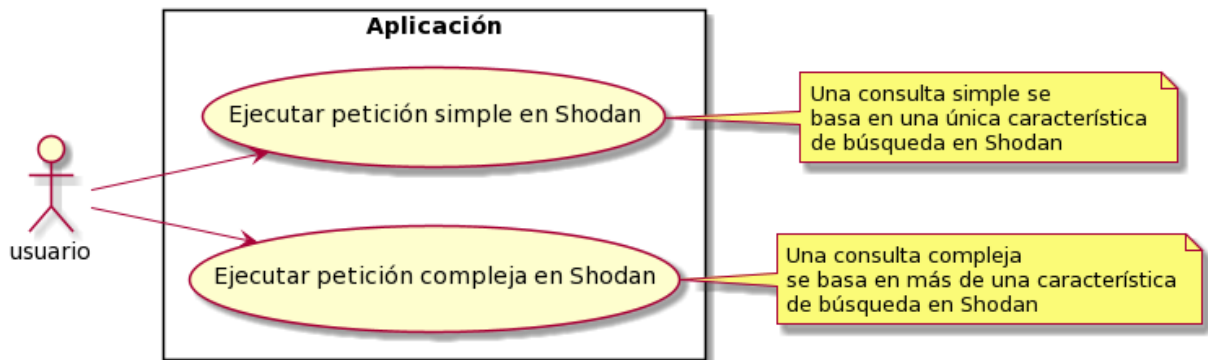 Aplicación
Ejecutar petición simple en Shodan
Una consulta simple se
basa en una única característica
de búsqueda en Shodan
usuario
Ejecutar petición compleja en Shodan
Una consulta compleja
se basa en más de una característica
de búsqueda en Shodan